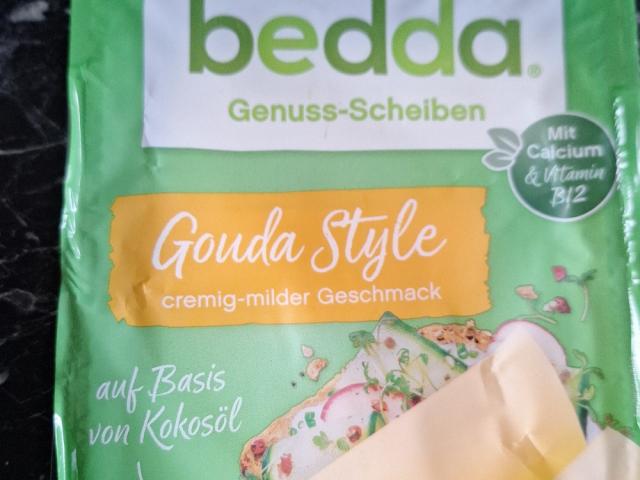 bedda®
Genuss-Scheiben
Mit
Calcium
& Vitamin
B12
Gouda Style
cremig-milder Geschmack
auf Basis
von Kokosöl